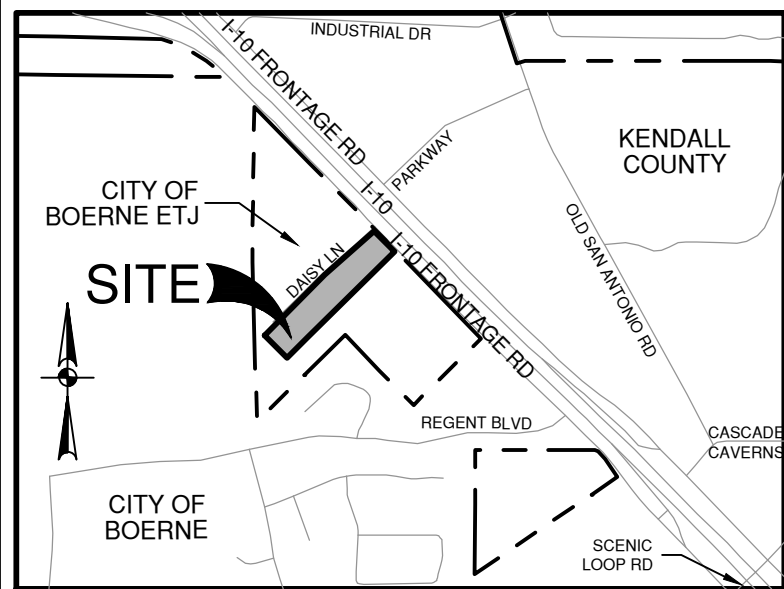 INDUSTRIAL DR
I-10 FRONTAGE RD
KENDALL
COUNTY
PARKWAY
CITY OF
BOERNE ETJ
I-10
OLD SAN ANTONIO RD
I-10 FRONTAGE RD
DAISY LN
SITE
REGENT BLVD
CASCADE
CAVERNS
CITY OF
BOERNE
SCENIC
LOOP RD